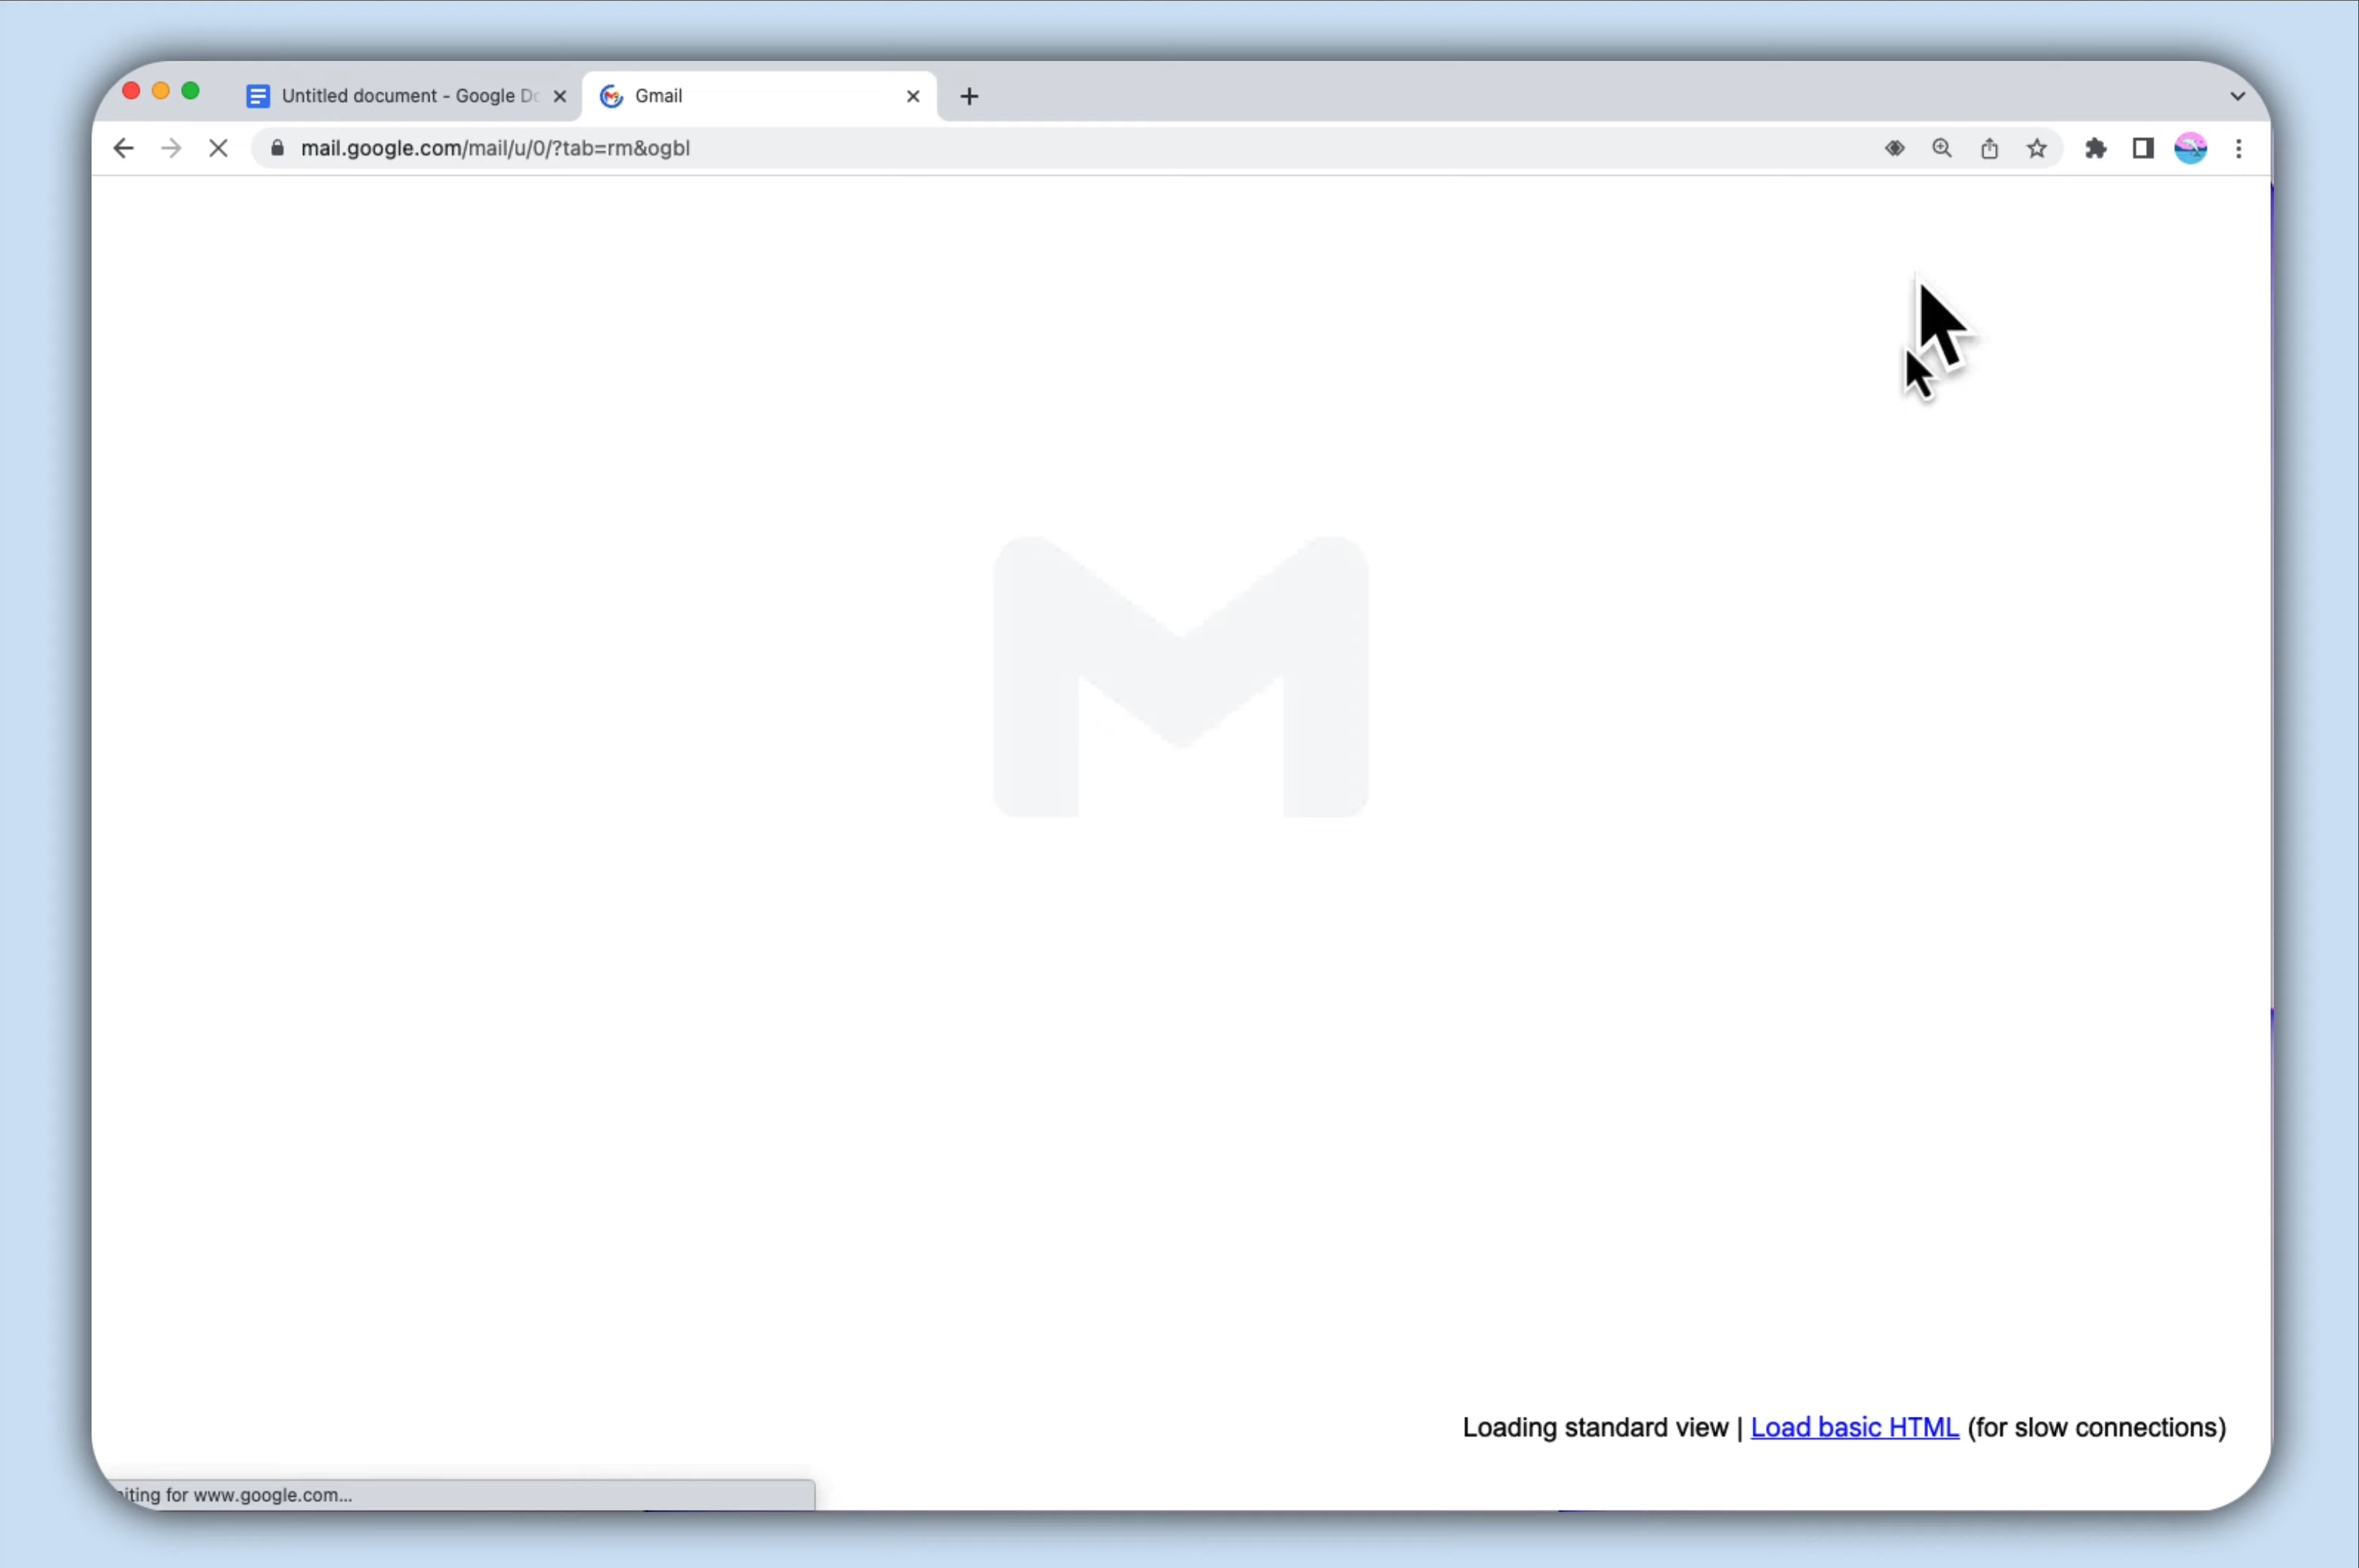 Untitled document - Google Do
Gmail
mail.google.com/mail/u/0/?tab=rm&ogbl
Loading standard view | Load basic HTML (for slow connections)
iting for www.google.com...